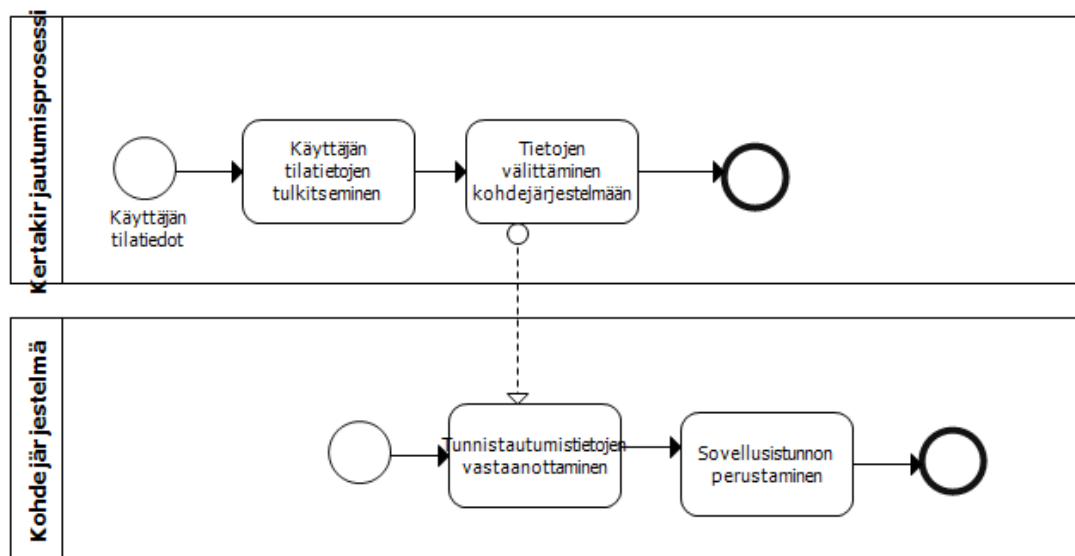 Kertakirjautumisprosessi
Käyttäjän
tilatiedot
Käyttäjän
tilatietojen
tulkitseminen
Tietojen
välittäminen
kohdejärjestelmään
Kohdejärjestelmä
Tunnistautumistietojen
vastaanottaminen
Sovellusistunnon
perustaminen